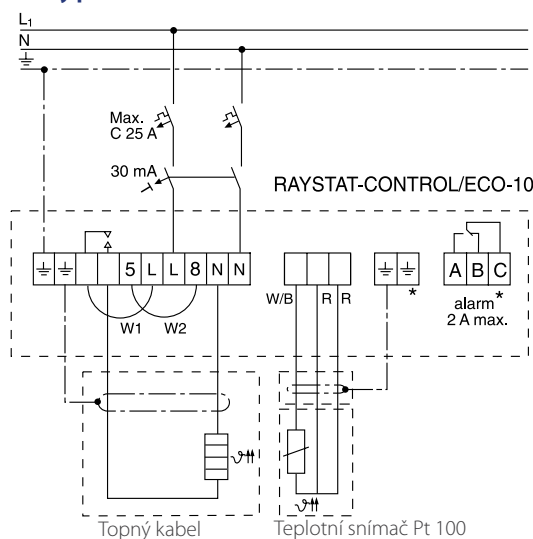 L1
N
Max.
C 25 A
30 mA
RAYSTAT-CONTROL/ECO-10
5 L L 8 N N
A B C
W/B R R
*
alarm*
2 A max.
W1 W2
Topný kabel
Teplotní snímač Pt 100